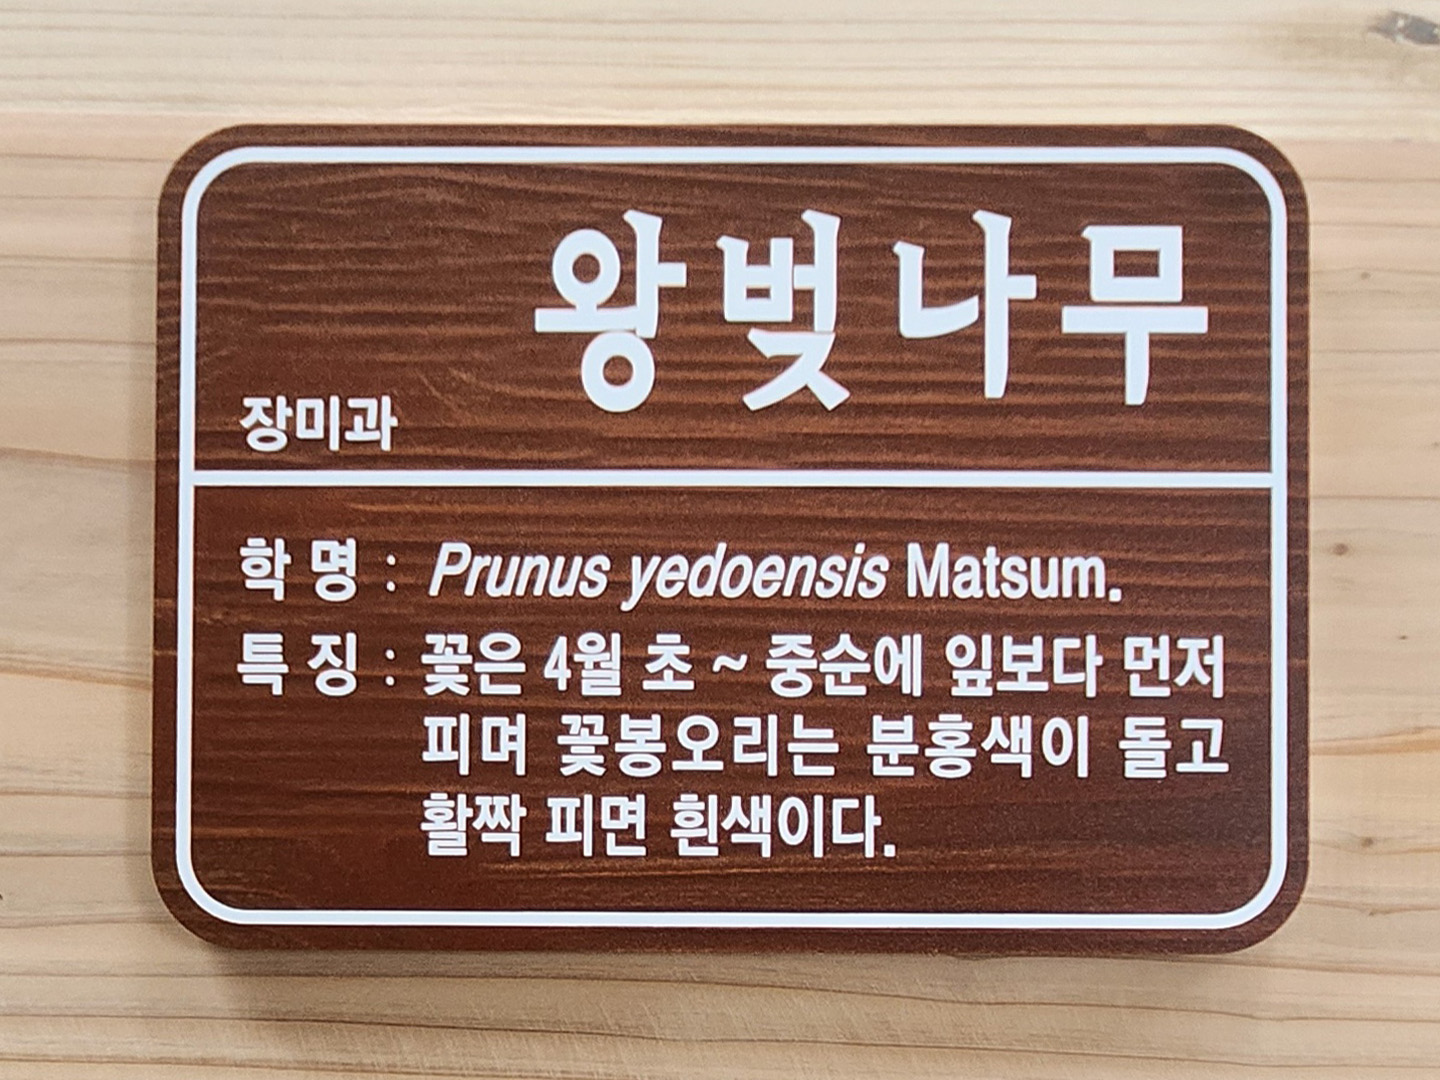 왕벚나무
장미과
학명 : Prunus yedoensis Matsum.
특징 : 꽃은 4월 초 ~ 중순에 잎보다 먼저
피며 꽃봉오리는 분홍색이 돌고
활짝 피면 흰색이다.